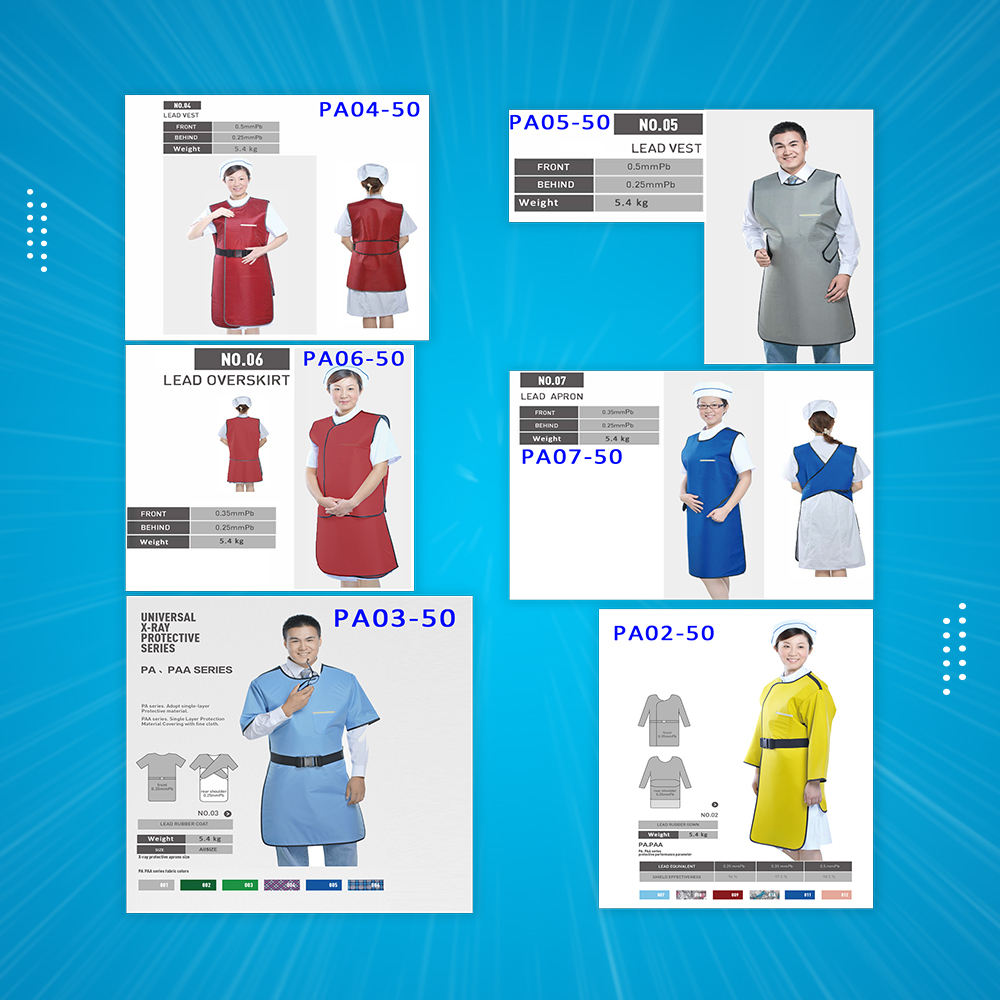 NO.04
PA04-50
LEAD VEST
FRONT 0.5mmPb
BEHIND 0.25mmPb
Weight 5.4 kg
PA05-50 NO.05
LEAD VEST
FRONT 0.5mmPb
BEHIND 0.25mmPb
Weight 5.4 kg
NO.06 PA06-50
LEAD OVERSKIRT
FRONT 0.35mmPb
BEHIND 0.25mmPb
Weight 5.4 kg
NO.07
LEAD APRON
FRONT 0.35mmPb
BEHIND 0.25mmPb
Weight 5.4 kg
PA07-50
UNIVERSAL
X-RAY
PROTECTIVE
SERIES
PA03-50
PA、PAA SERIES
PA series. Adopt single-layer
Protective material.
PAA series. Single Layer Protection
Material Covering with fine cloth.
front
0.35mmPb
rear shoulder
0.25mmPb
NO.03
LEAD RUBBER COAT
Weight 5.4 kg
SIZE AllSIZE
X-ray protective aprons size
PA PAA series fabric colors
001 002 003 004 005 006
PA02-50
front
0.35mmPb
rear shoulder
0.25mmPb
NO.02
LEAD RUBBER GOWN
Weight 5.4 kg
PA.PAA
PA. PAA series
protective performance parameter
LEAD EQUIVALENT 0.25 mmPb 0.35 mmPb 0.5 mmPb
SHIELD EFFECTIVENESS
007 009 011 012